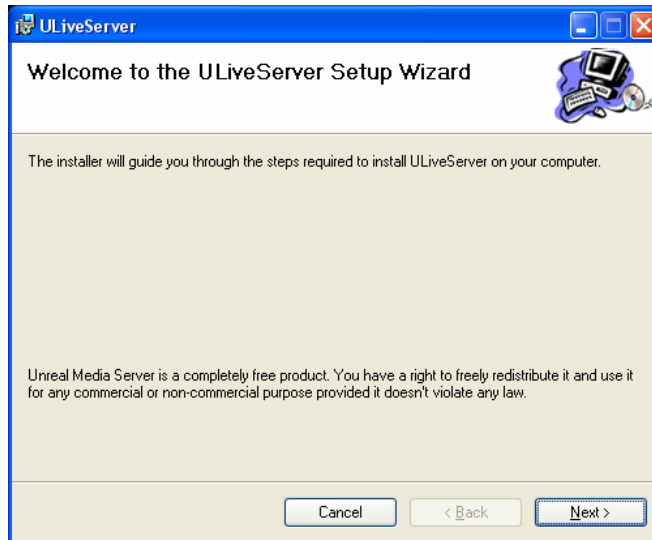 ULiveServer
Welcome to the ULiveServer Setup Wizard
The installer will guide you through the steps required to install ULiveServer on your computer.
Unreal Media Server is a completely free product. You have a right to freely redistribute it and use it
for any commercial or non-commercial purpose provided it doesn't violate any law.
Cancel
< Back
Next >